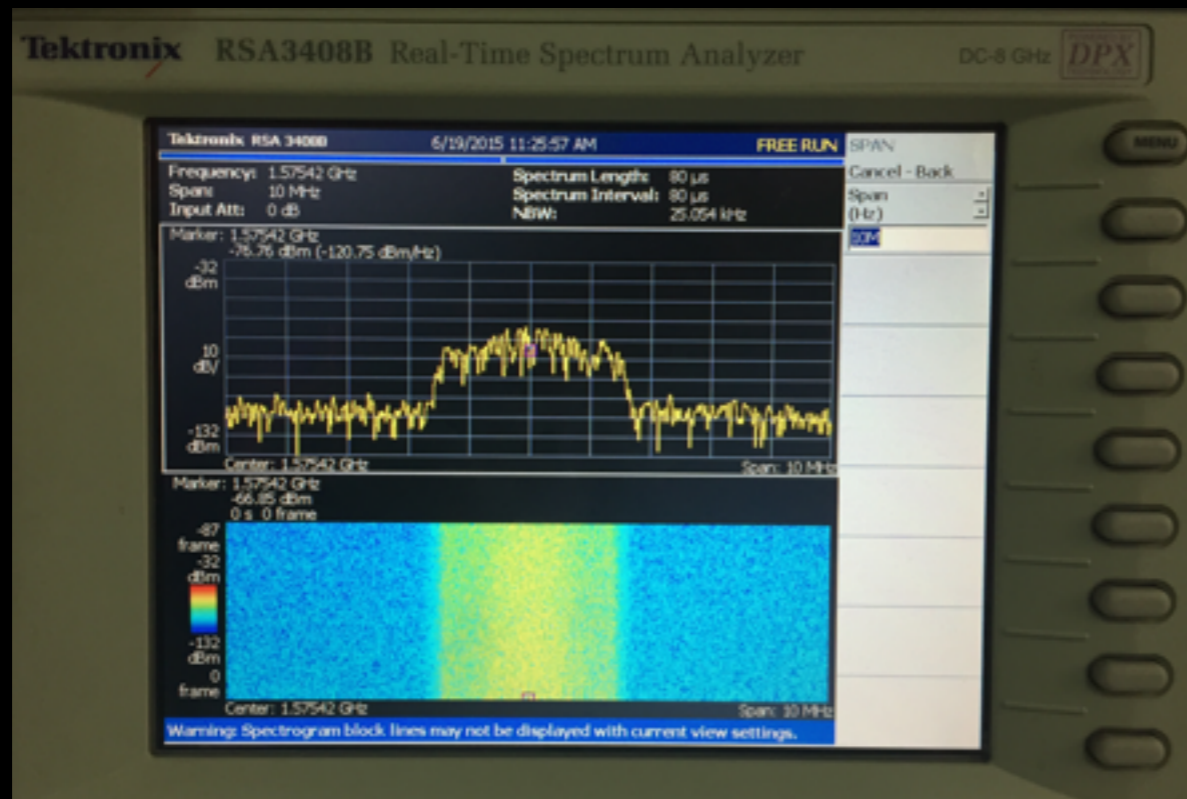 Tektronix RSA3408B Real-Time Spectrum Analyzer DC-8 GHz DPX
Tektronix RSA 3408B 6/19/2015 11:25:57 AM FREE RUN SPAN
MENU
Frequency: 1.57542 GHz Spectrum Length: 80 µs Cancel - Back
Span: 10 MHz Spectrum Interval: 80 µs Span
Input Att: 0 dB NBW: 25.054 kHz (Hz)
10M
Marker: 1.57542 GHz
-76.76 dBm (-120.75 dBm/Hz)
-32
dBm
10
dB/
-132
dBm
Center: 1.57542 GHz Span: 10 MHz
Marker: 1.57542 GHz
-66.85 dBm
0 s 0 frame
-87
frame
-32
dBm
-132
dBm
0
frame
Center: 1.57542 GHz Span: 10 MHz
Warning: Spectrogram block lines may not be displayed with current view settings.